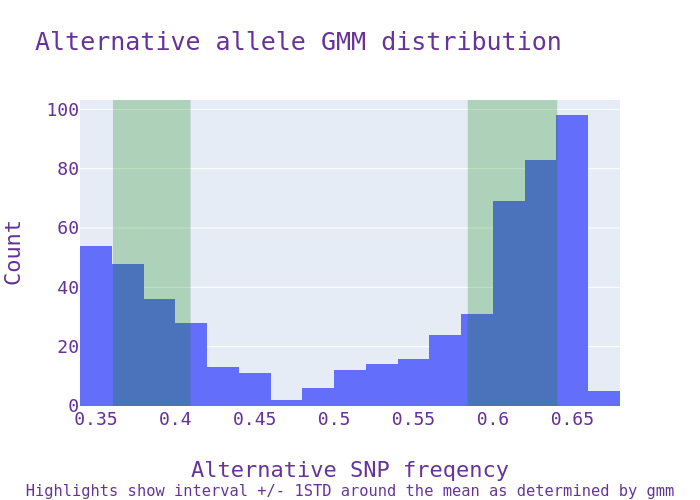 Alternative allele GMM distribution
100
80
60
40
20
0
Count
0.35 0.4 0.45 0.5 0.55 0.6 0.65
Alternative SNP freqency
Highlights show interval +/- 1STD around the mean as determined by gmm